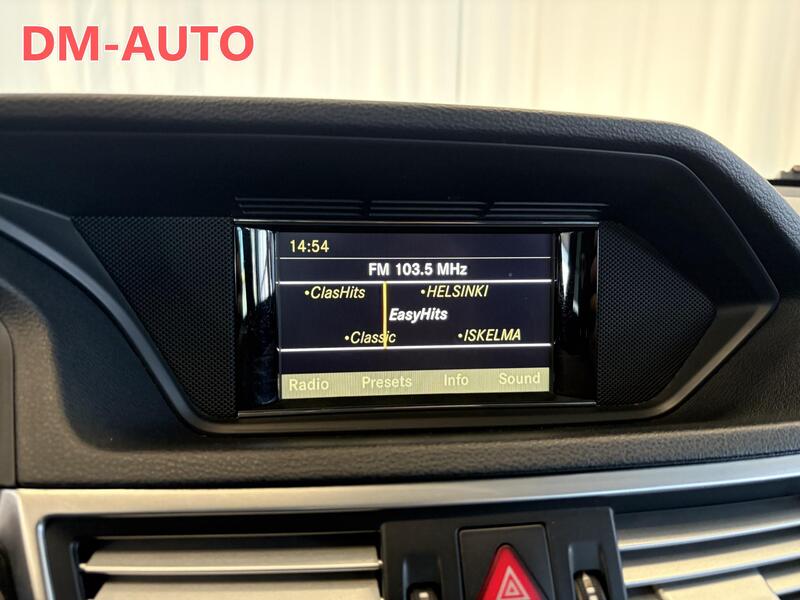 DM-AUTO
14:54
FM 103.5 MHz
•ClasHits •HELSINKI
EasyHits
•Classic •ISKELMA
Radio Presets Info Sound